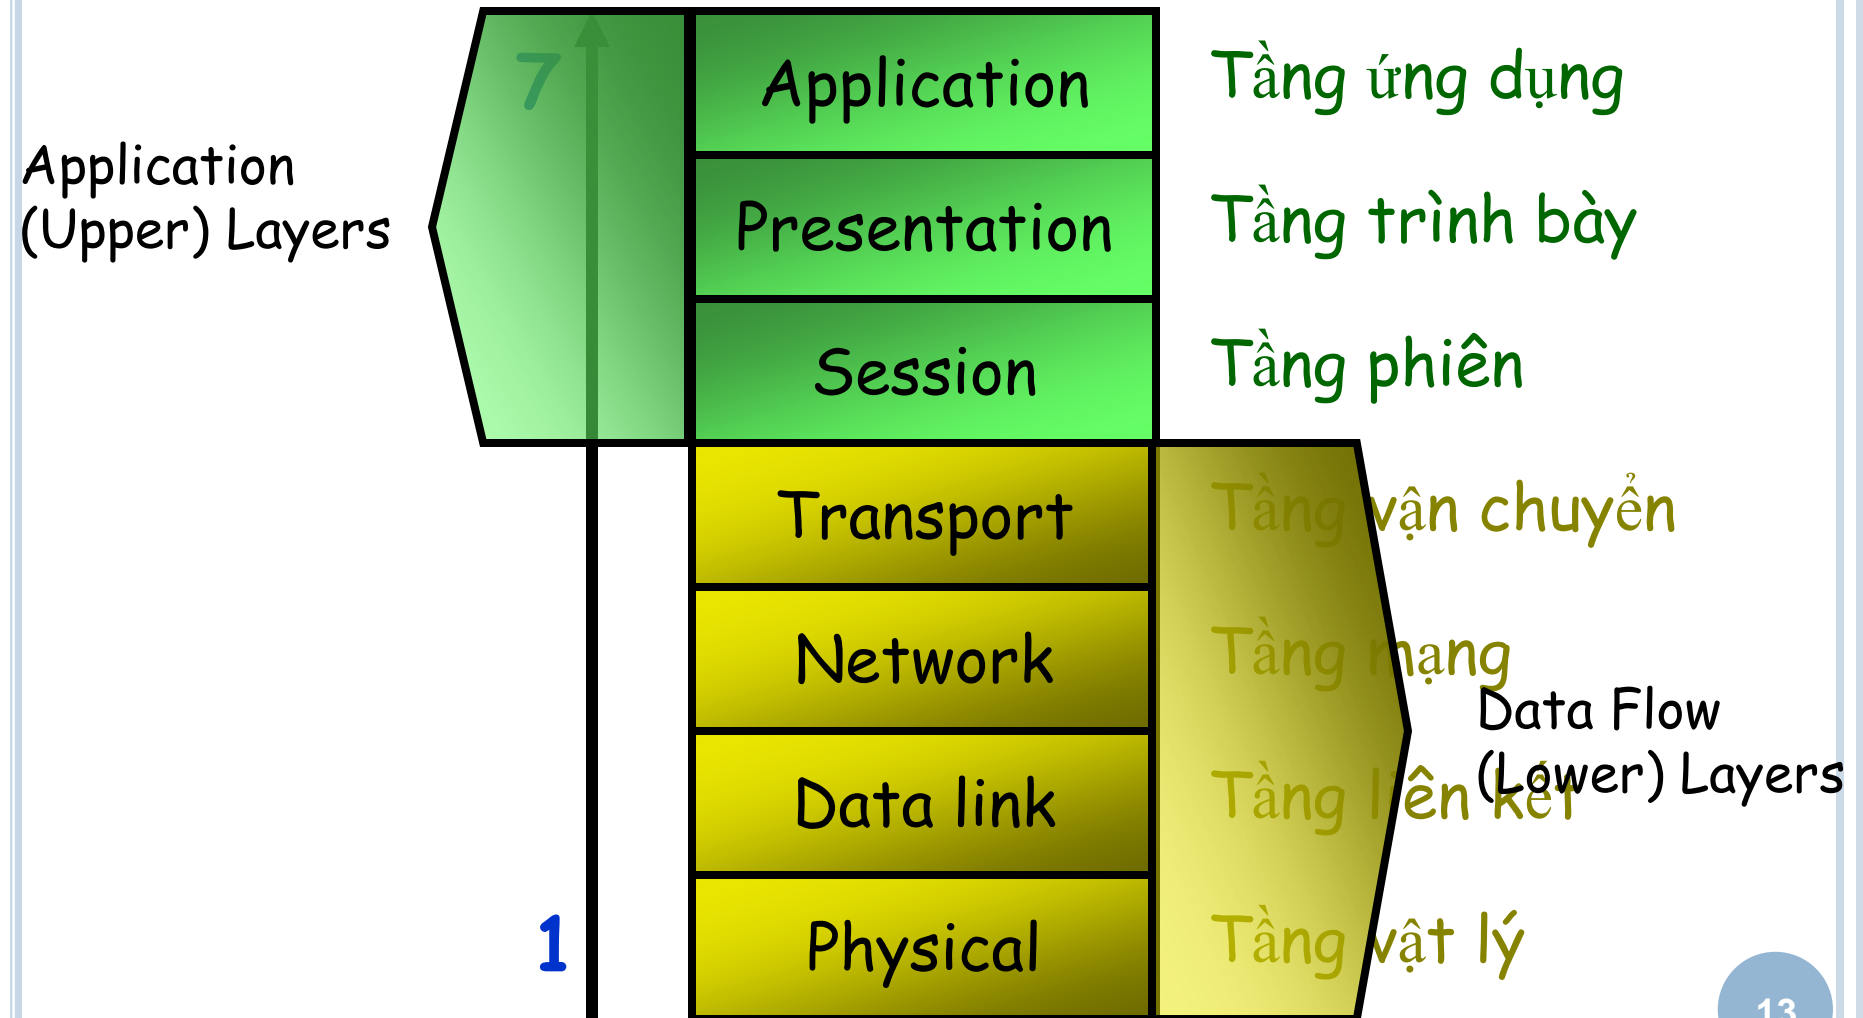 7
Application
Tầng ứng dụng
Application
(Upper) Layers
Presentation
Tầng trình bày
Session
Tầng phiên
Transport
Tầng vận chuyển
Network
Tầng mạng
Data Flow
(Lower) Layers
Data link
Tầng liên kết
1
Physical
Tầng vật lý
13